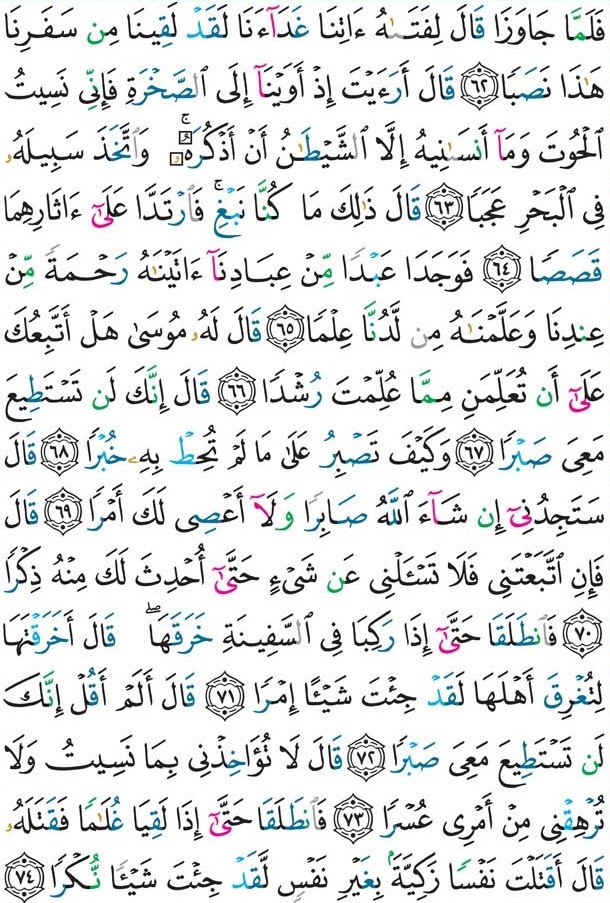 فَلَمَّا جَاوَزَا قَالَ لِفَتَىٰهُ ءَاتِنَا غَدَآءَنَا لَقَدْ لَقِينَا مِن سَفَرِنَا
هَٰذَا نَصَبًا ٦٢ قَالَ أَرَءَيْتَ إِذْ أَوَيْنَآ إِلَى ٱلصَّخْرَةِ فَإِنِّى نَسِيتُ
ٱلْحُوتَ وَمَآ أَنسَىٰنِيهُ إِلَّا ٱلشَّيْطَٰنُ أَنْ أَذْكُرَهُۥ ۚ وَٱتَّخَذَ سَبِيلَهُۥ
فِى ٱلْبَحْرِ عَجَبًا ٦٣ قَالَ ذَٰلِكَ مَا كُنَّا نَبْغِ ۚ فَٱرْتَدَّا عَلَىٰٓ ءَاثَارِهِمَا
قَصَصًا ٦٤ فَوَجَدَا عَبْدًا مِّنْ عِبَادِنَآ ءَاتَيْنَٰهُ رَحْمَةً مِّنْ
عِندِنَا وَعَلَّمْنَٰهُ مِن لَّدُنَّا عِلْمًا ٦٥ قَالَ لَهُۥ مُوسَىٰ هَلْ أَتَّبِعُكَ
عَلَىٰٓ أَن تُعَلِّمَنِ مِمَّا عُلِّمْتَ رُشْدًا ٦٦ قَالَ إِنَّكَ لَن تَسْتَطِيعَ
مَعِىَ صَبْرًا ٦٧ وَكَيْفَ تَصْبِرُ عَلَىٰ مَا لَمْ تُحِطْ بِهِۦ خُبْرًا ٦٨ قَالَ
سَتَجِدُنِىٓ إِن شَآءَ ٱللَّهُ صَابِرًا وَلَآ أَعْصِى لَكَ أَمْرًا ٦٩ قَالَ
فَإِنِ ٱتَّبَعْتَنِى فَلَا تَسْـَٔلْنِى عَن شَىْءٍ حَتَّىٰٓ أُحْدِثَ لَكَ مِنْهُ ذِكْرًا
٧٠ فَٱنطَلَقَا حَتَّىٰٓ إِذَا رَكِبَا فِى ٱلسَّفِينَةِ خَرَقَهَا ۖ قَالَ أَخَرَقْتَهَا
لِتُغْرِقَ أَهْلَهَا لَقَدْ جِئْتَ شَيْـًٔا إِمْرًا ٧١ قَالَ أَلَمْ أَقُلْ إِنَّكَ
لَن تَسْتَطِيعَ مَعِىَ صَبْرًا ٧٢ قَالَ لَا تُؤَاخِذْنِى بِمَا نَسِيتُ وَلَا
تُرْهِقْنِى مِنْ أَمْرِى عُسْرًا ٧٣ فَٱنطَلَقَا حَتَّىٰٓ إِذَا لَقِيَا غُلَٰمًا فَقَتَلَهُۥ
قَالَ أَقَتَلْتَ نَفْسًا زَكِيَّةًۢ بِغَيْرِ نَفْسٍ لَّقَدْ جِئْتَ شَيْـًٔا نُّكْرًا ٧٤